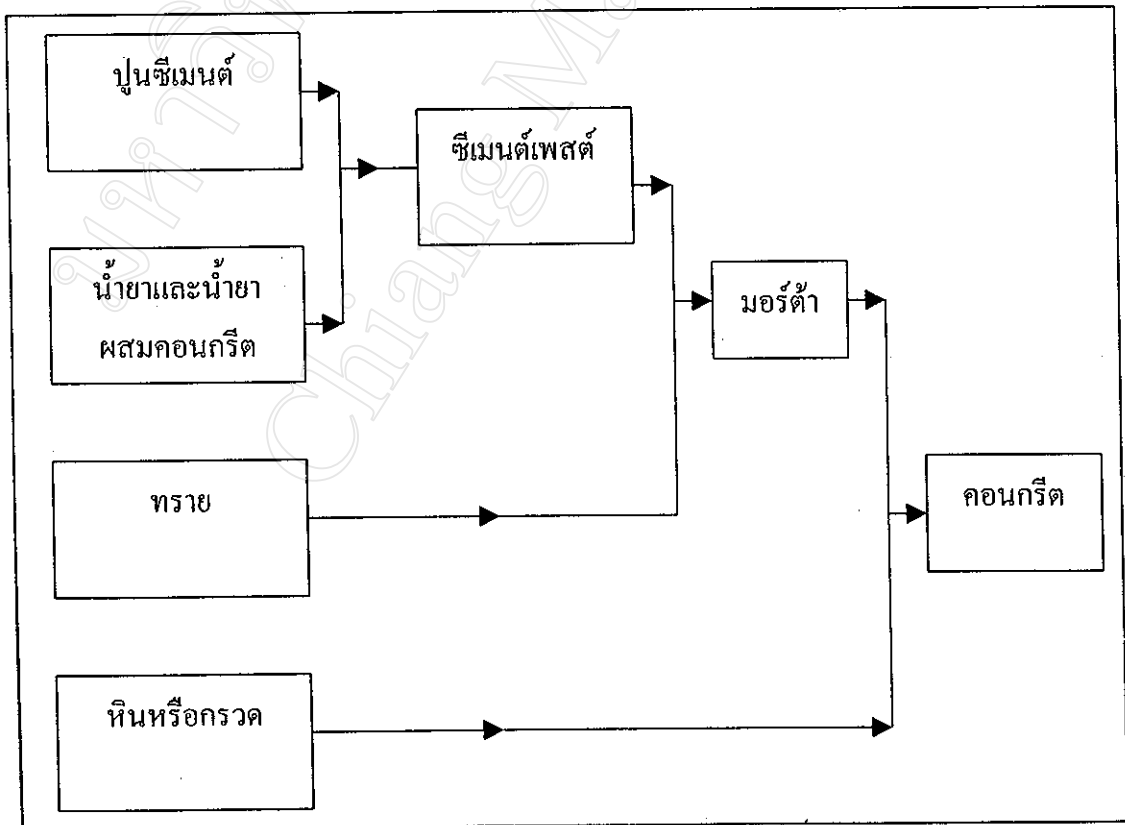 ปูนซีเมนต์
ซีเมนต์เพสต์
น้ำยาและน้ำยา
ผสมคอนกรีต
มอร์ต้า
ทราย
คอนกรีต
หินหรือกรวด
Chiang Ma